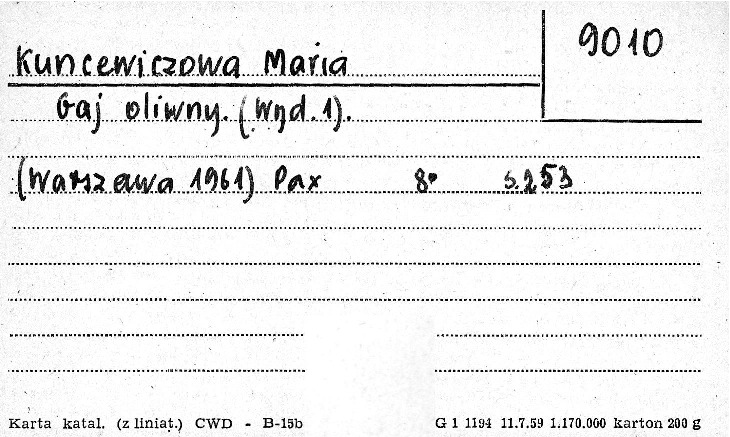 9010
Kuncewiczowa Maria
Gaj oliwny. (Wyd. 1).
(Warszawa 1961) Pax 8° s. 253
Karta katal. (z liniat.) CWD - B-15b
G 1 1194 11.7.59 1.170.000 karton 200 g